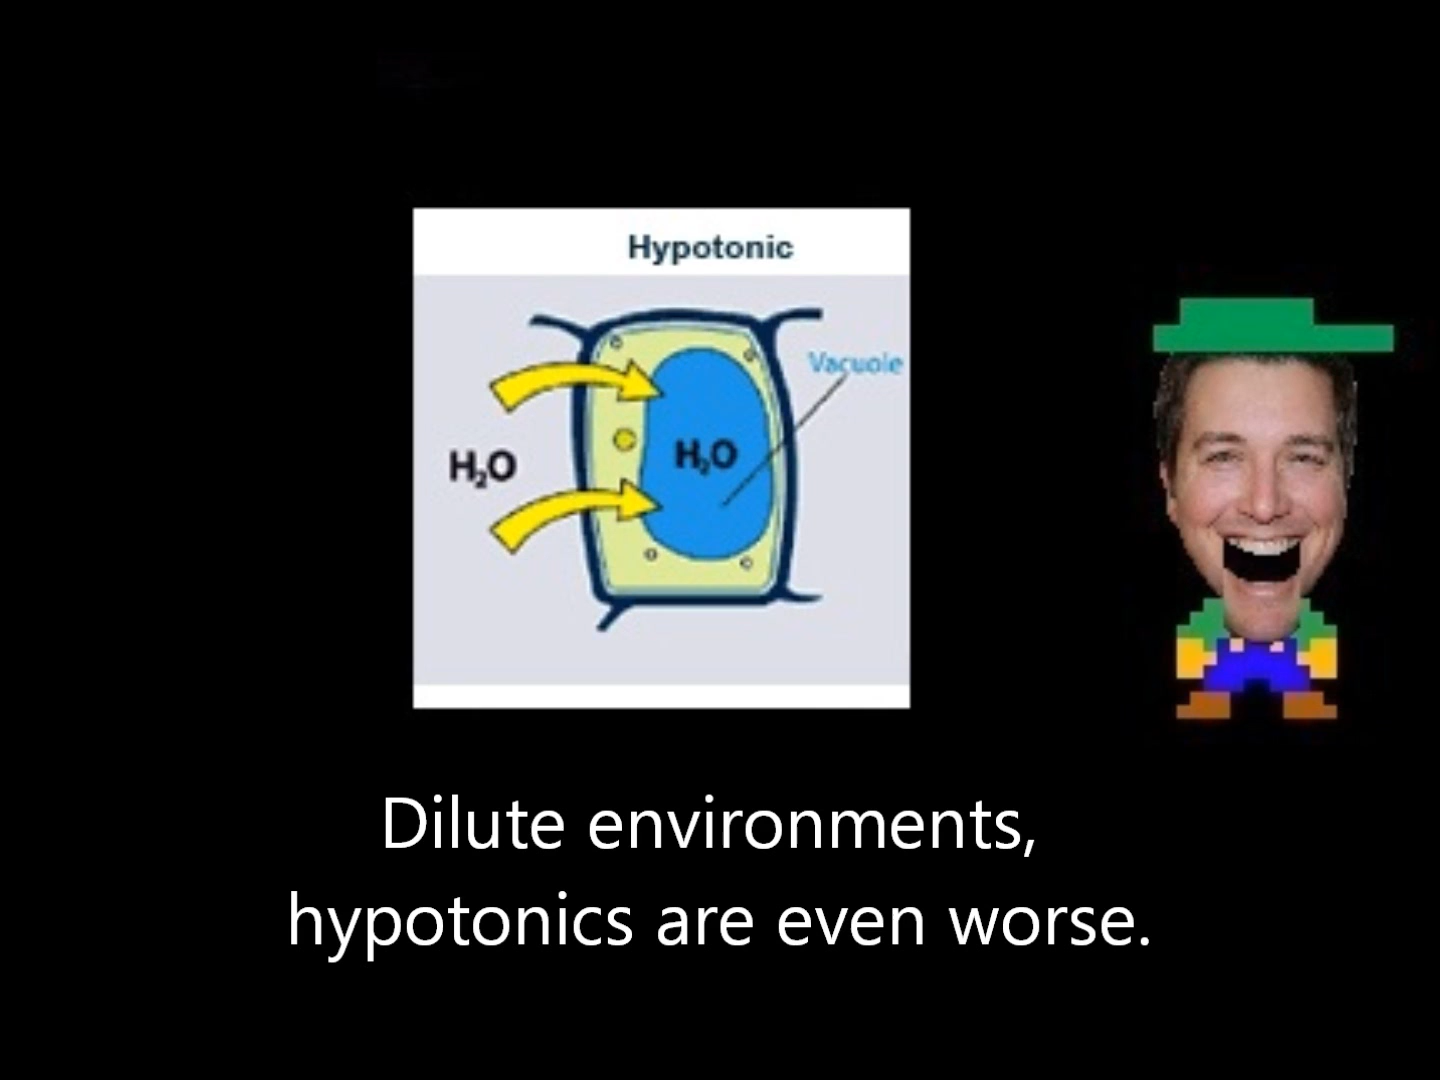 Hypotonic
Vacuole
H₂O
H₂O
Dilute environments,
hypotonics are even worse.